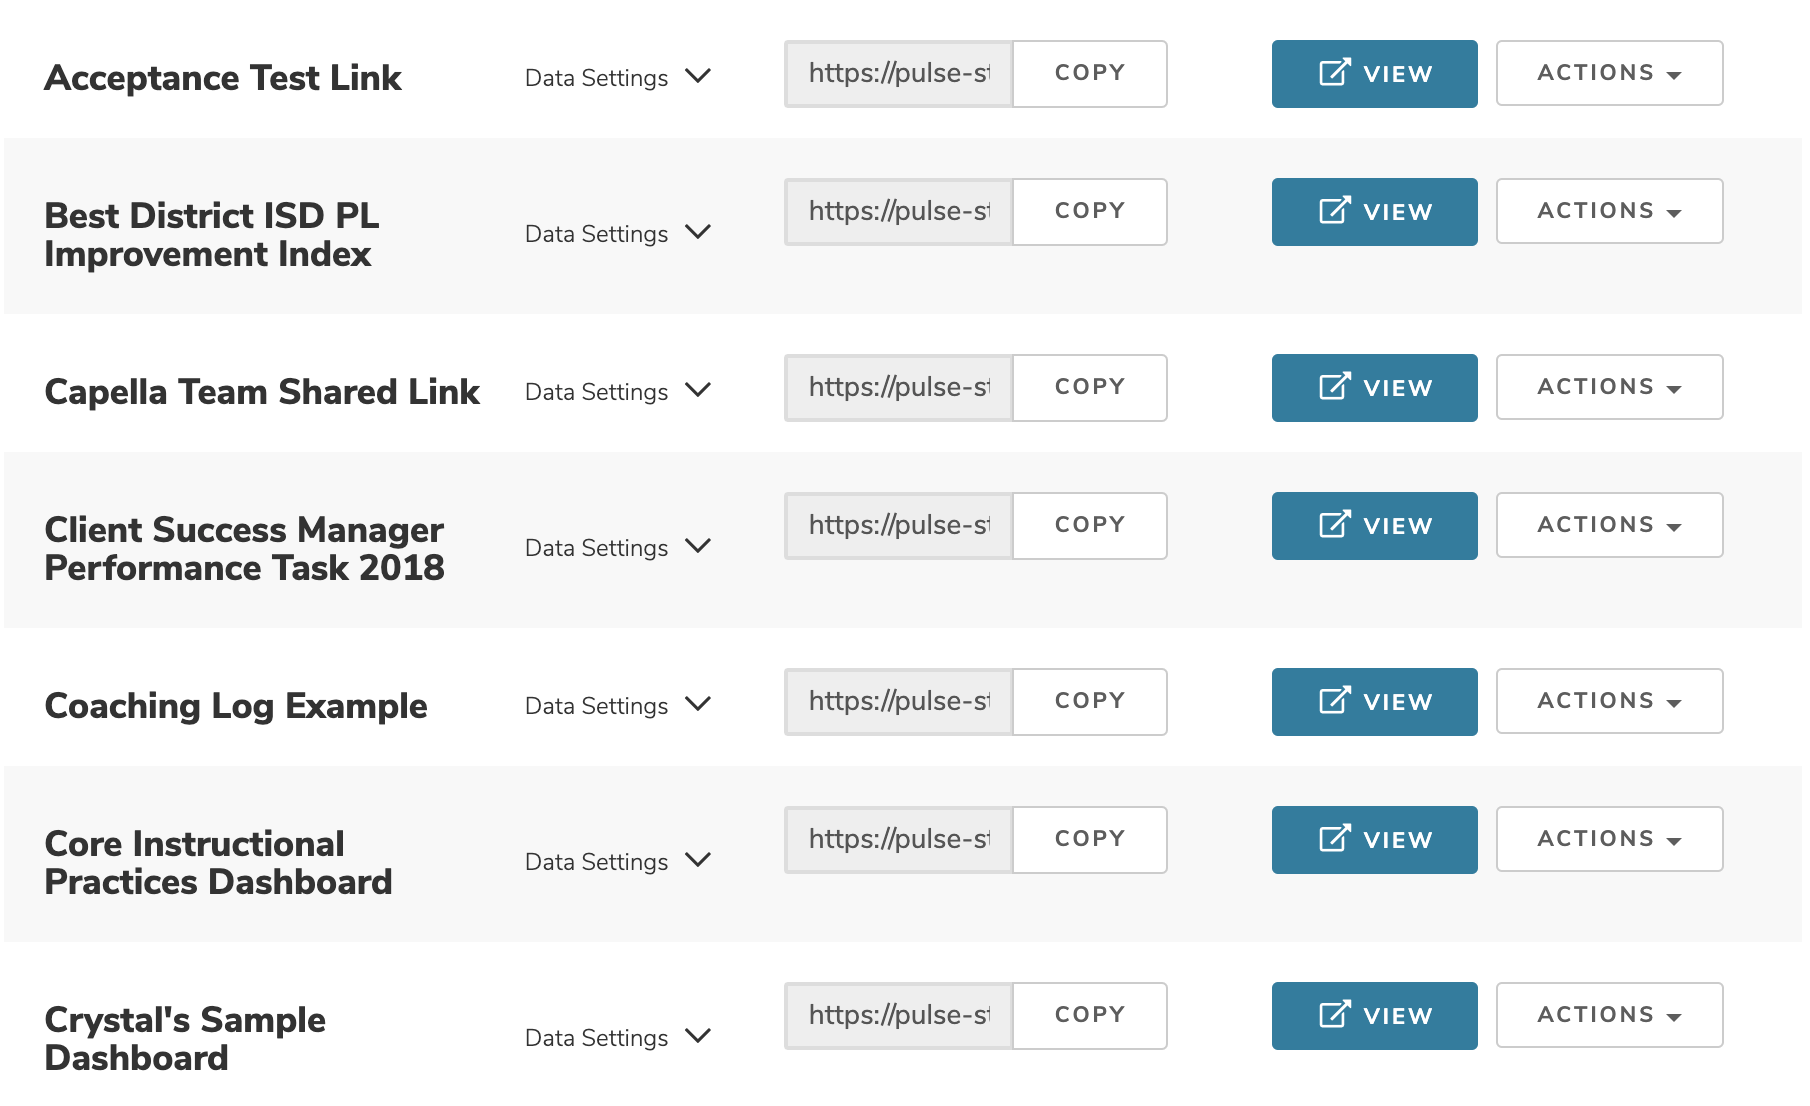 Acceptance Test Link Data Settings https://pulse-st COPY VIEW ACTIONS
Best District ISD PL
Improvement Index
Data Settings https://pulse-st COPY VIEW ACTIONS
Capella Team Shared Link Data Settings https://pulse-st COPY VIEW ACTIONS
Client Success Manager
Performance Task 2018
Data Settings https://pulse-st COPY VIEW ACTIONS
Coaching Log Example Data Settings https://pulse-st COPY VIEW ACTIONS
Core Instructional
Practices Dashboard
Data Settings https://pulse-st COPY VIEW ACTIONS
Crystal's Sample
Dashboard
Data Settings https://pulse-st COPY VIEW ACTIONS